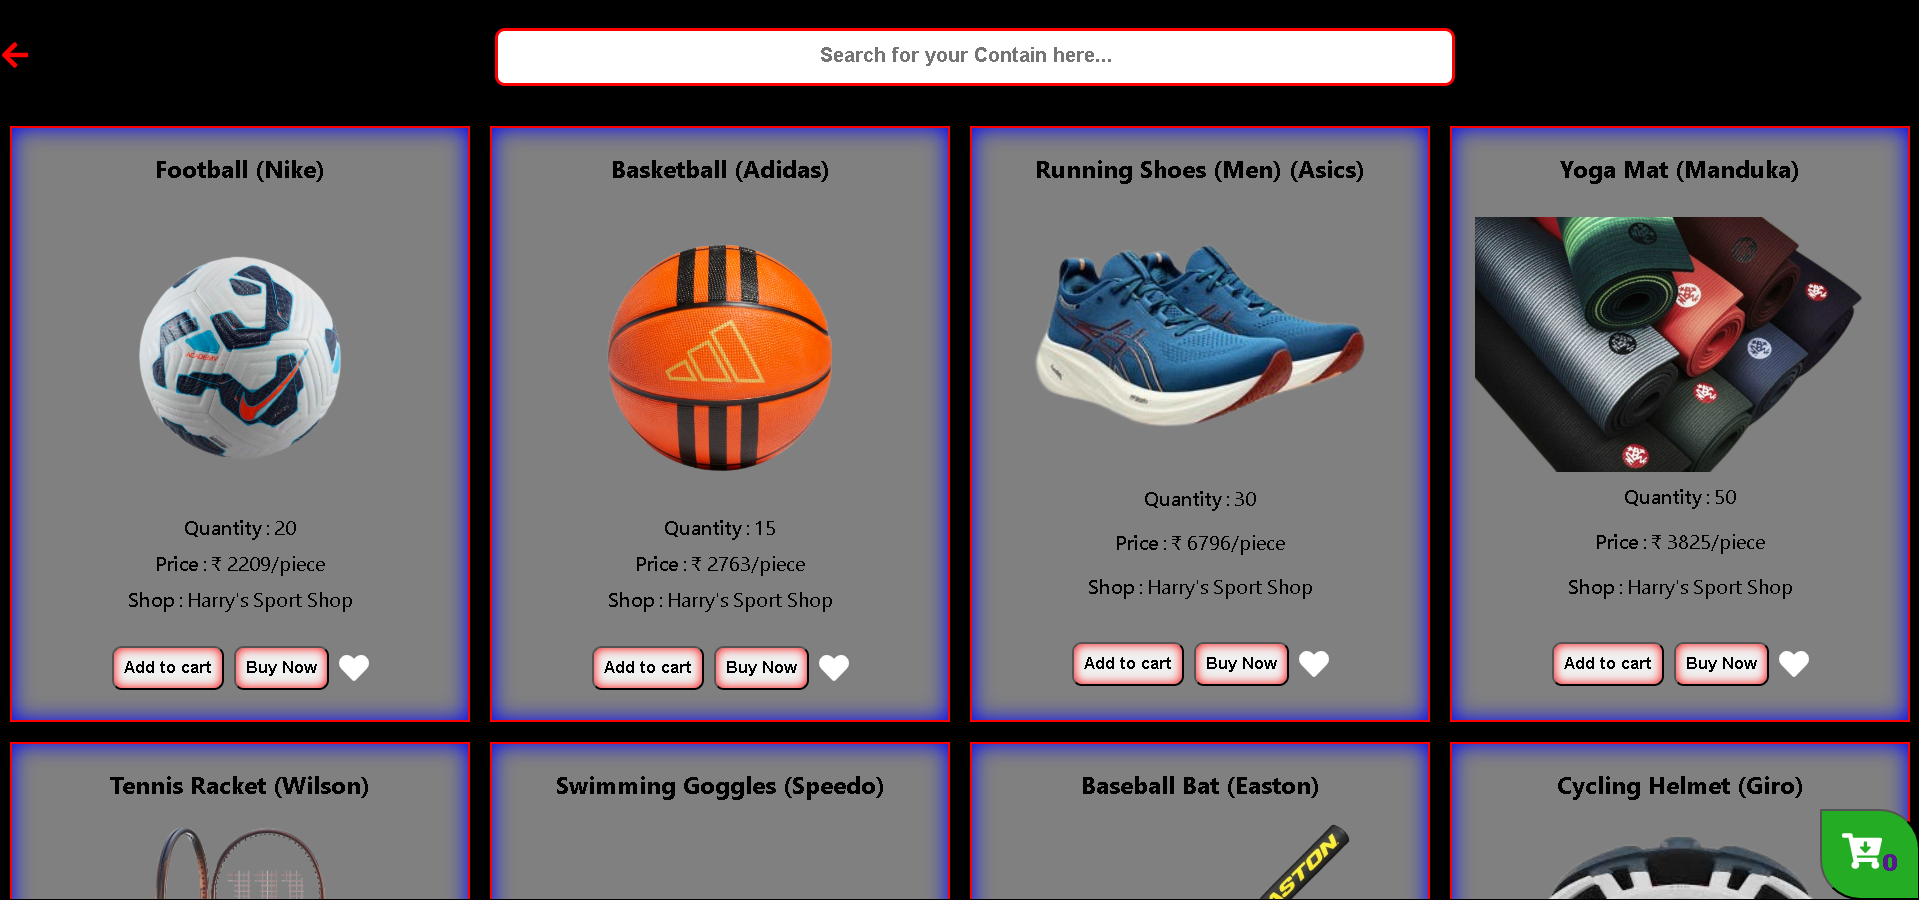 Search for your Contain here...
Football (Nike)
ACADEMY
Quantity : 20
Price : ₹ 2209/piece
Shop : Harry's Sport Shop
Add to cart
Buy Now
Basketball (Adidas)
Quantity : 15
Price : ₹ 2763/piece
Shop : Harry's Sport Shop
Add to cart
Buy Now
Running Shoes (Men) (Asics)
Quantity : 30
Price : ₹ 6796/piece
Shop : Harry's Sport Shop
Add to cart
Buy Now
Yoga Mat (Manduka)
Quantity : 50
Price : ₹ 3825/piece
Shop : Harry's Sport Shop
Add to cart
Buy Now
Tennis Racket (Wilson)
Swimming Goggles (Speedo)
Baseball Bat (Easton)
ASTON
Cycling Helmet (Giro)
0